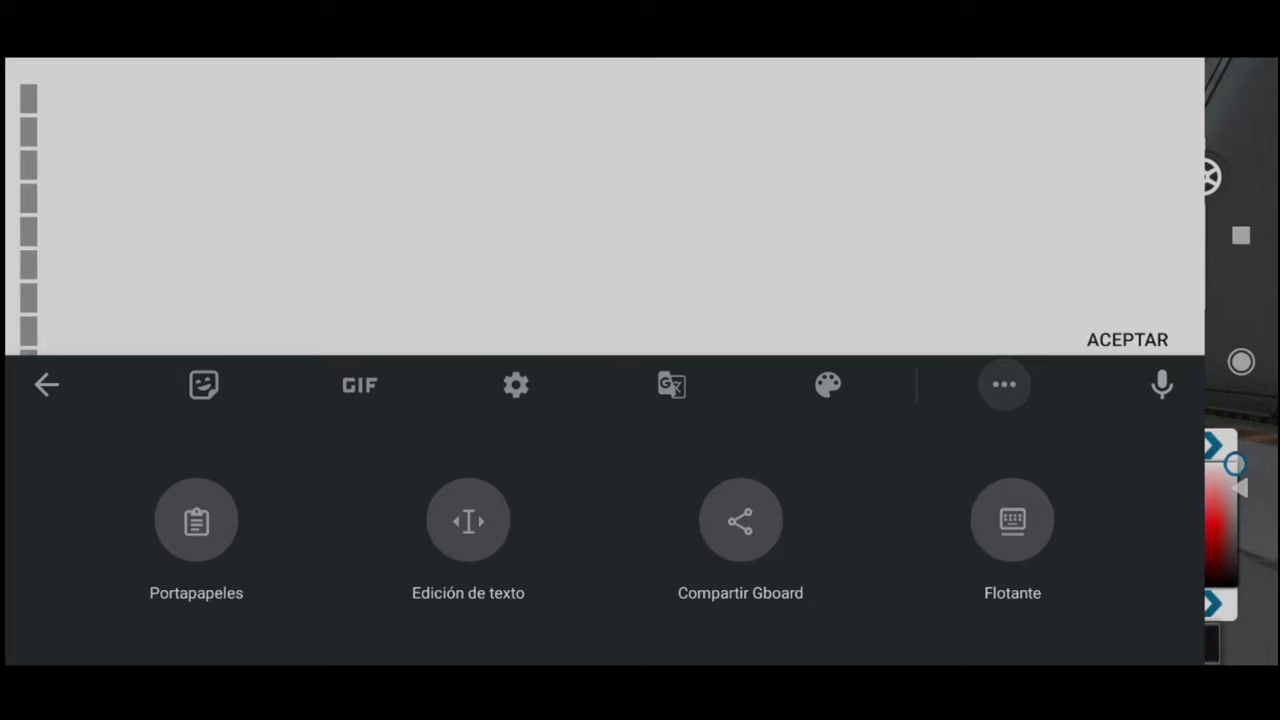 ACEPTAR
GIF
Portapapeles
Edición de texto
Compartir Gboard
Flotante